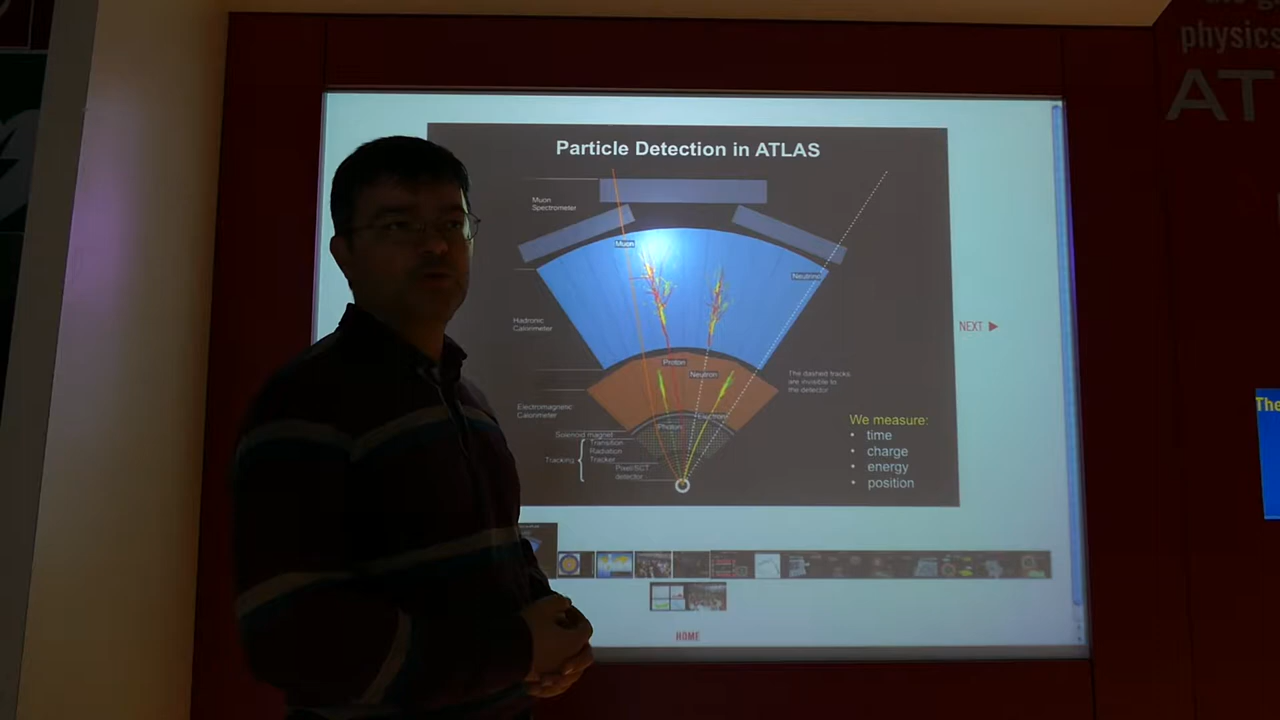 physics
AT
Particle Detection in ATLAS
Muon
Spectrometer
Muon
Neutrino
Hadronic
Calorimeter
NEXT
Proton
Neutron
The dashed tracks
are invisible to
the detector
Electromagnetic
Calorimeter
Electron
Photon
We measure:
• time
• charge
• energy
• position
Solenoid magnet
Transition
Radiation
Tracker
Tracking
Pixel/SCT
detector
HOME
The